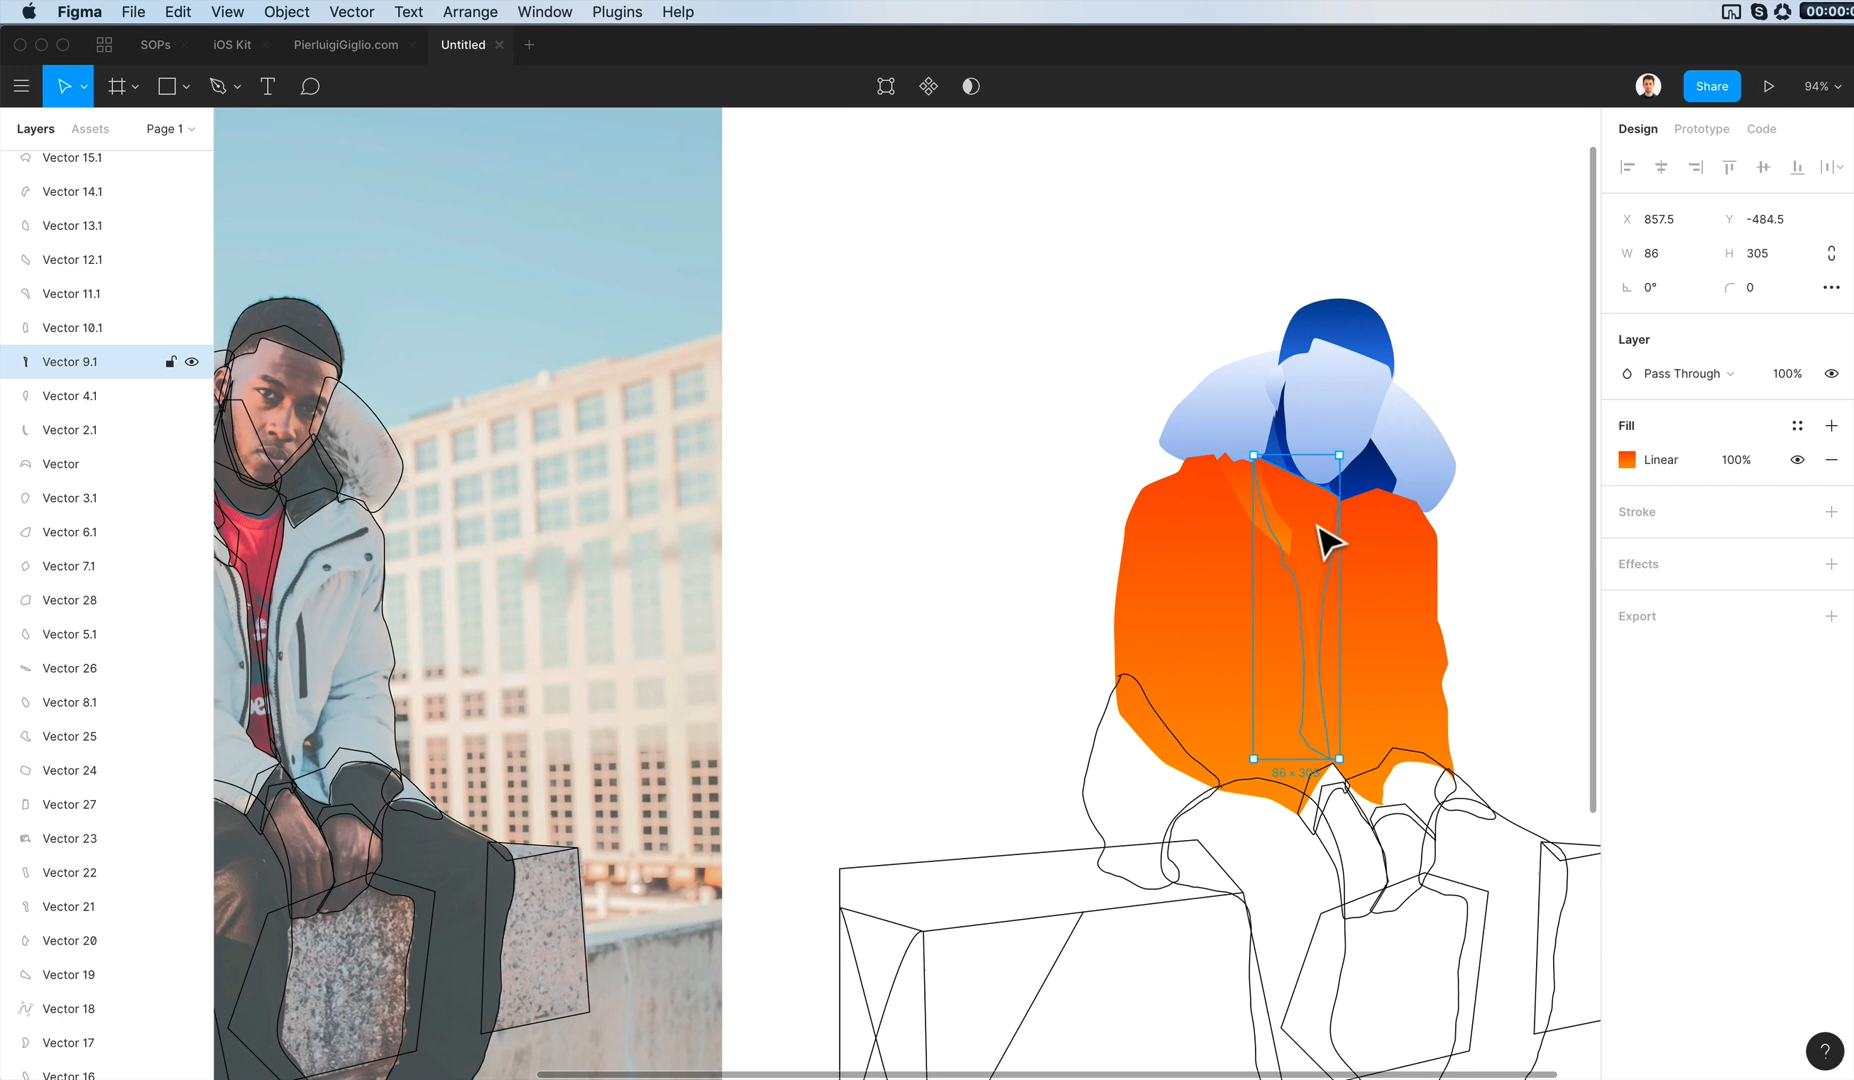 Figma File Edit View Object Vector Text Arrange Window Plugins Help
SOPs iOS Kit PierluigiGiglio.com Untitled
Share 94%
Layers Assets Page 1
Vector 15.1
Vector 14.1
Vector 13.1
Vector 12.1
Vector 11.1
Vector 10.1
Vector 9.1
Vector 4.1
Vector 2.1
Vector
Vector 3.1
Vector 6.1
Vector 7.1
Vector 28
Vector 5.1
Vector 26
Vector 8.1
Vector 25
Vector 24
Vector 27
Vector 23
Vector 22
Vector 21
Vector 20
Vector 19
Vector 18
Vector 17
Vector 16
Design Prototype Code
X 857.5 Y -484.5
W 86 H 305
0° 0
Layer
Pass Through 100%
Fill
Linear 100%
Stroke
Effects
Export
?